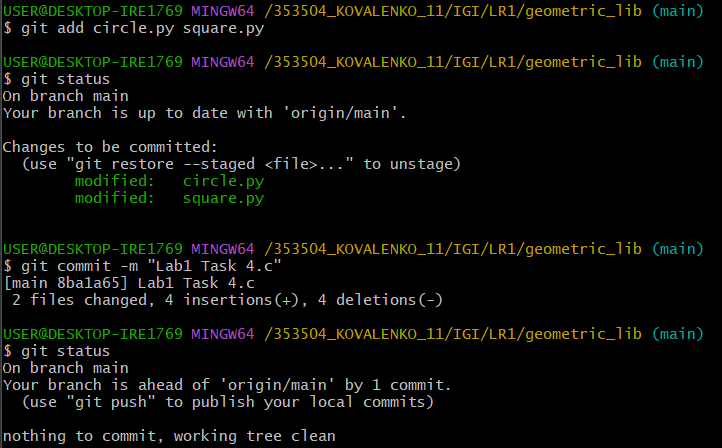 USER@DESKTOP-IRE1769 MINGW64 /353504_KOVALENKO_11/IGI/LR1/geometric_lib (main)
$ git add circle.py square.py
USER@DESKTOP-IRE1769 MINGW64 /353504_KOVALENKO_11/IGI/LR1/geometric_lib (main)
$ git status
On branch main
Your branch is up to date with 'origin/main'.
Changes to be committed:
  (use "git restore --staged <file>..." to unstage)
        modified:   circle.py
        modified:   square.py
USER@DESKTOP-IRE1769 MINGW64 /353504_KOVALENKO_11/IGI/LR1/geometric_lib (main)
$ git commit -m "Lab1 Task 4.c"
[main 8ba1a65] Lab1 Task 4.c
 2 files changed, 4 insertions(+), 4 deletions(-)
USER@DESKTOP-IRE1769 MINGW64 /353504_KOVALENKO_11/IGI/LR1/geometric_lib (main)
$ git status
On branch main
Your branch is ahead of 'origin/main' by 1 commit.
  (use "git push" to publish your local commits)
nothing to commit, working tree clean